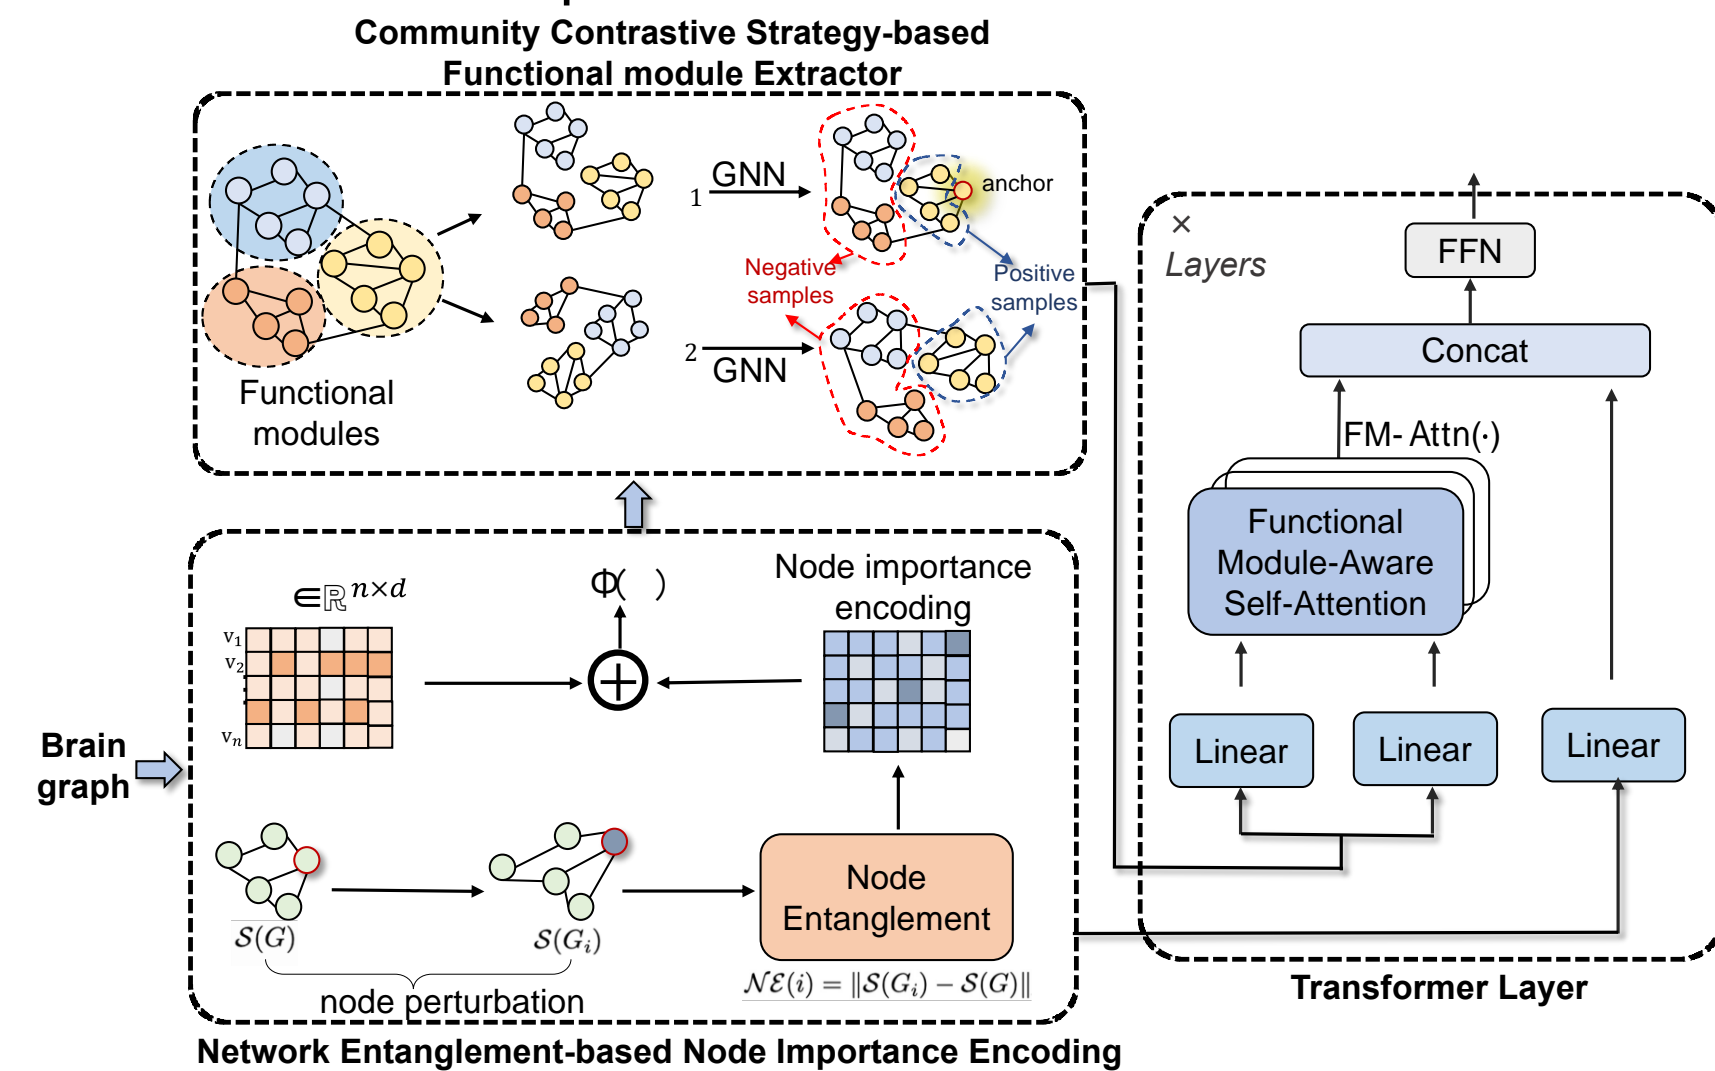 Community Contrastive Strategy-based
Functional module Extractor
1 GNN
anchor
Negative
samples
Positive
samples
2 GNN
Functional
modules
×
Layers
FFN
Concat
FM- Attn(·)
Functional
Module-Aware
Self-Attention
Linear
Linear
Linear
Transformer Layer
Brain
graph
∈ℝ^{n×d}
v₁
v₂
vₙ
Φ( )
Node importance
encoding
Node
Entanglement
𝒮(G)
𝒮(Gᵢ)
node perturbation
𝒩ℰ(i) = ‖𝒮(Gᵢ) − 𝒮(G)‖
Network Entanglement-based Node Importance Encoding